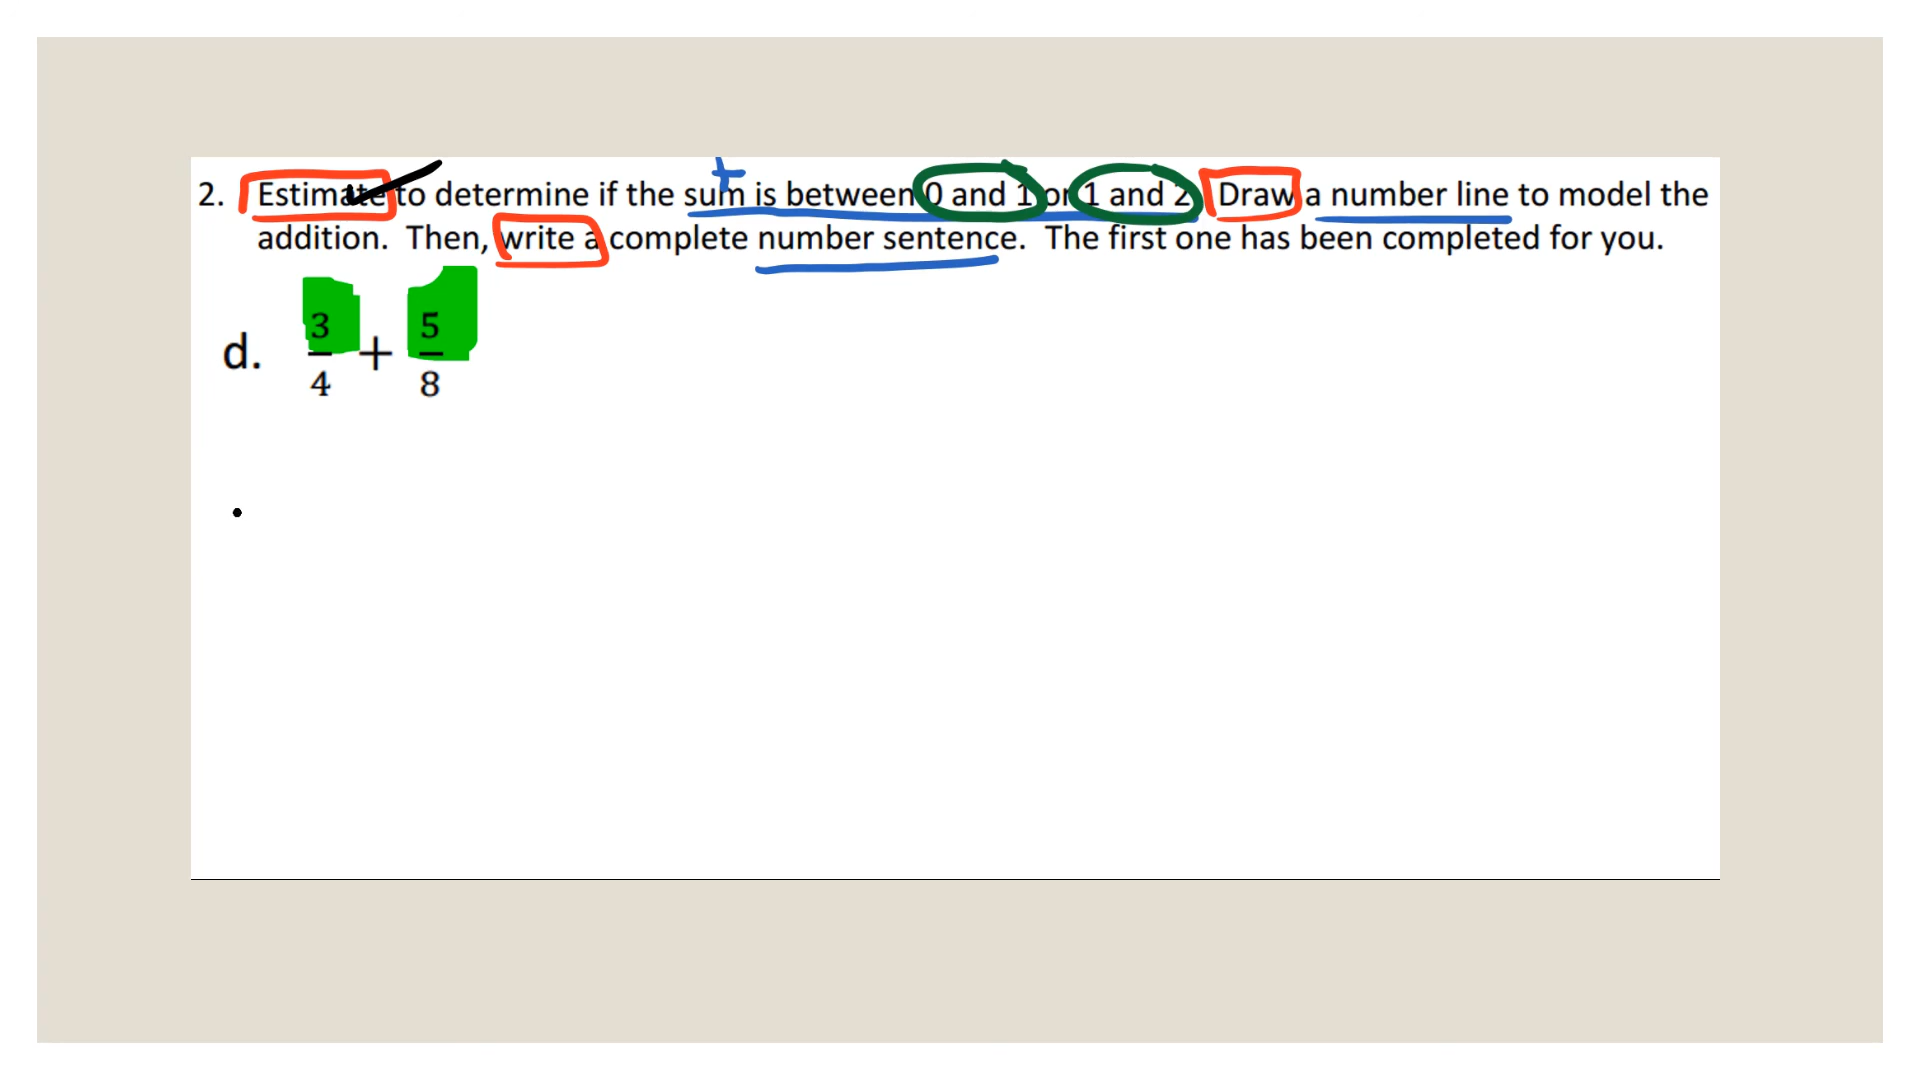 2. Estimate to determine if the sum is between 0 and 1 or 1 and 2. Draw a number line to model the
addition. Then, write a complete number sentence. The first one has been completed for you.
d. 3/4 + 5/8